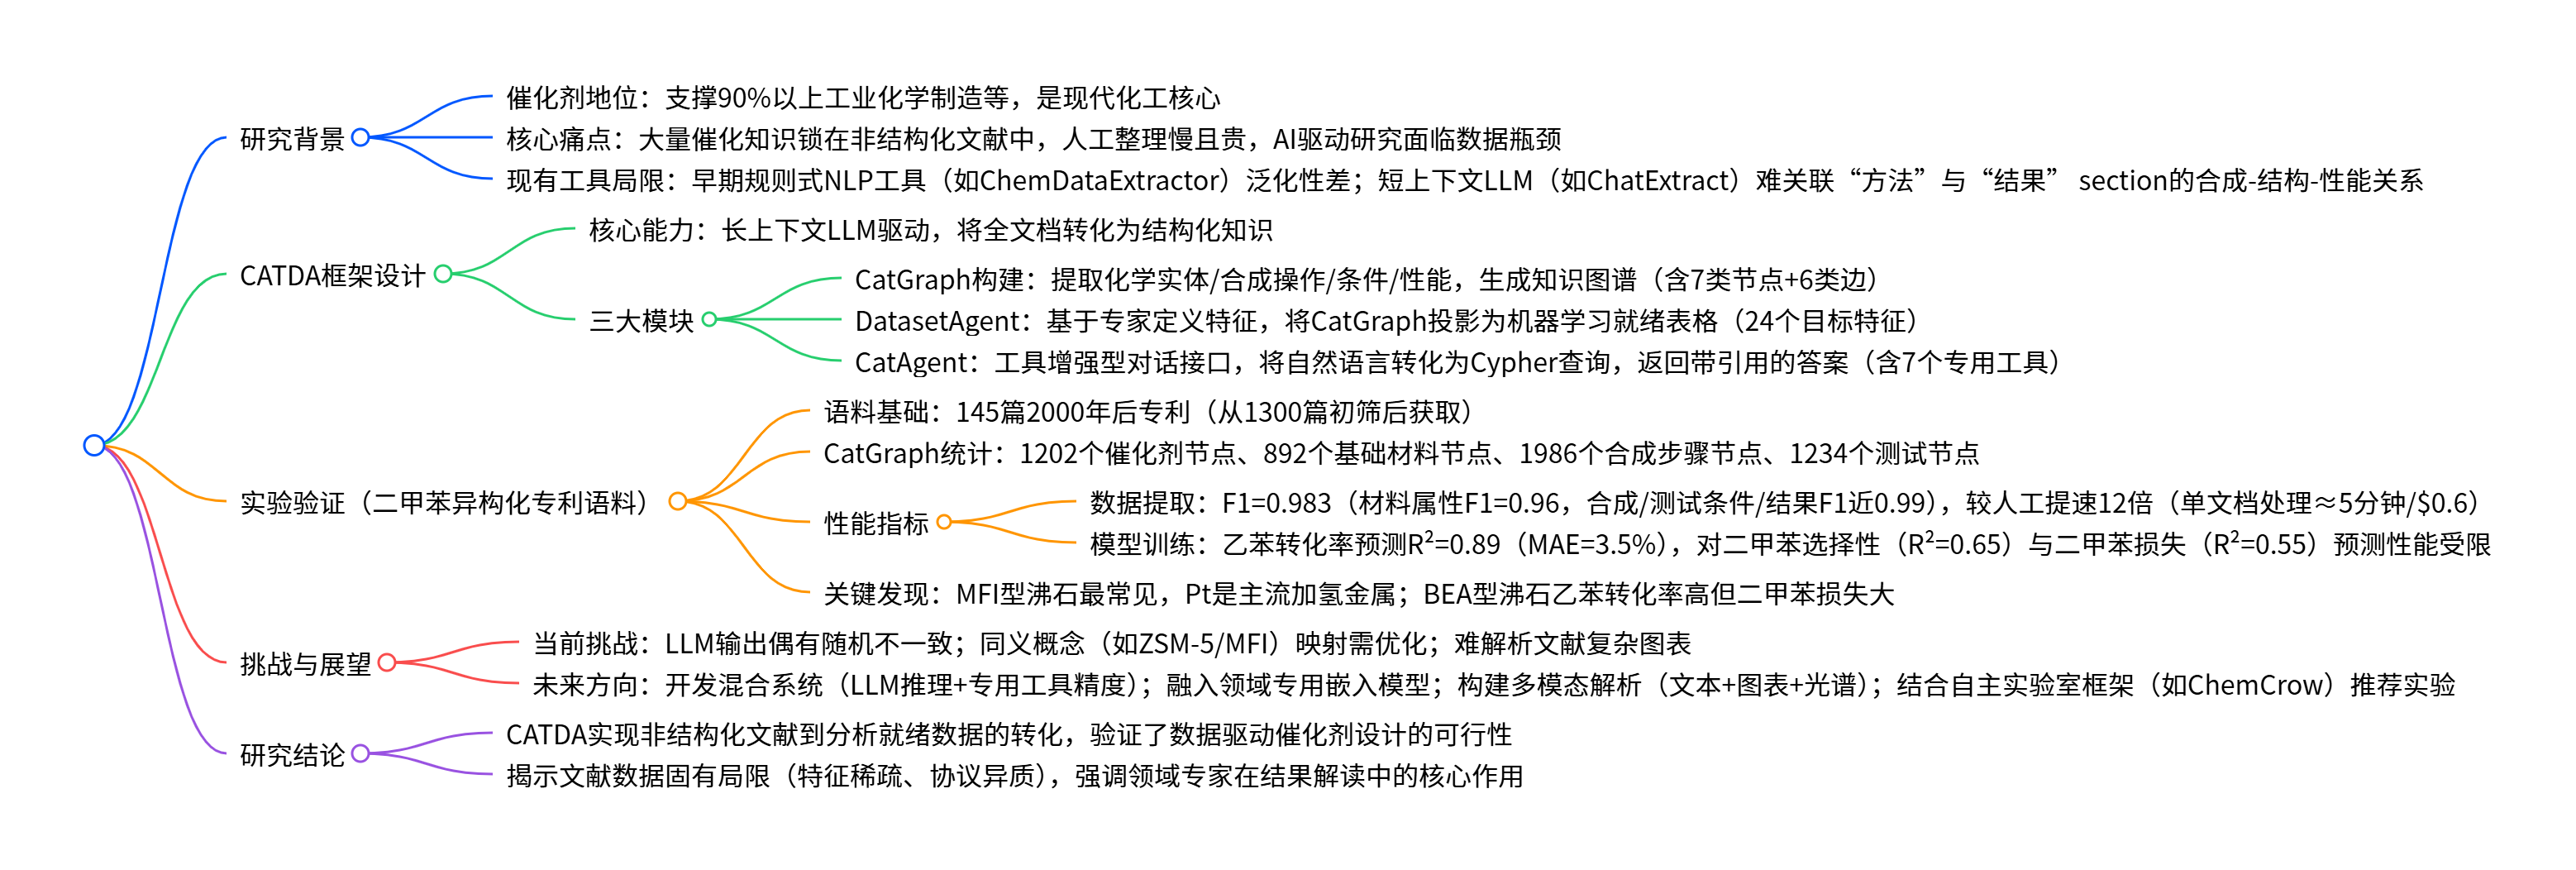 研究背景
催化剂地位：支撑90%以上工业化学制造等，是现代化工核心
核心痛点：大量催化知识锁在非结构化文献中，人工整理慢且贵，AI驱动研究面临数据瓶颈
现有工具局限：早期规则式NLP工具（如ChemDataExtractor）泛化性差；短上下文LLM（如ChatExtract）难关联“方法”与“结果” section的合成-结构-性能关系
CATDA框架设计
核心能力：长上下文LLM驱动，将全文档转化为结构化知识
三大模块
CatGraph构建：提取化学实体/合成操作/条件/性能，生成知识图谱（含7类节点+6类边）
DatasetAgent：基于专家定义特征，将CatGraph投影为机器学习就绪表格（24个目标特征）
CatAgent：工具增强型对话接口，将自然语言转化为Cypher查询，返回带引用的答案（含7个专用工具）
实验验证（二甲苯异构化专利语料）
语料基础：145篇2000年后专利（从1300篇初筛后获取）
CatGraph统计：1202个催化剂节点、892个基础材料节点、1986个合成步骤节点、1234个测试节点
性能指标
数据提取：F1=0.983（材料属性F1=0.96，合成/测试条件/结果F1近0.99），较人工提速12倍（单文档处理≈5分钟/$0.6）
模型训练：乙苯转化率预测R²=0.89（MAE=3.5%），对二甲苯选择性（R²=0.65）与二甲苯损失（R²=0.55）预测性能受限
关键发现：MFI型沸石最常见，Pt是主流加氢金属；BEA型沸石乙苯转化率高但二甲苯损失大
挑战与展望
当前挑战：LLM输出偶有随机不一致；同义概念（如ZSM-5/MFI）映射需优化；难解析文献复杂图表
未来方向：开发混合系统（LLM推理+专用工具精度）；融入领域专用嵌入模型；构建多模态解析（文本+图表+光谱）；结合自主实验室框架（如ChemCrow）推荐实验
研究结论
CATDA实现非结构化文献到分析就绪数据的转化，验证了数据驱动催化剂设计的可行性
揭示文献数据固有局限（特征稀疏、协议异质），强调领域专家在结果解读中的核心作用